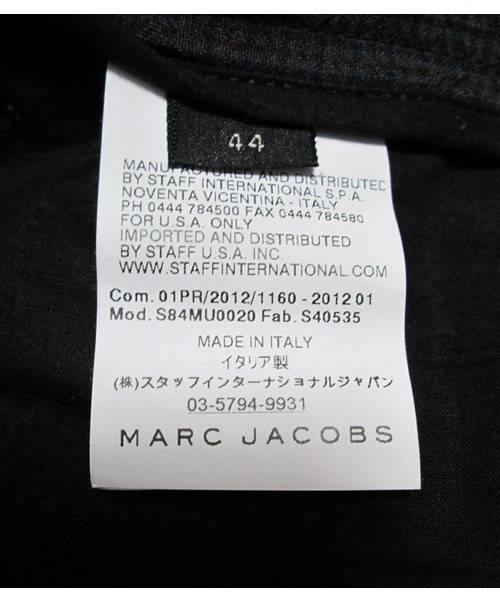 44
MANUFACTURED AND DISTRIBUTED
BY STAFF INTERNATIONAL S.P.A.
NOVENTA VICENTINA - ITALY
PH 0444 784500 FAX 0444 784580
FOR U.S.A. ONLY
IMPORTED AND DISTRIBUTED
BY STAFF U.S.A. INC.
WWW.STAFFINTERNATIONAL.COM
Com. 01PR/2012/1160 - 2012 01
Mod. S84MU0020 Fab. S40535
MADE IN ITALY
イタリア製
(株)スタッフインターナショナルジャパン
03-5794-9931
MARC JACOBS